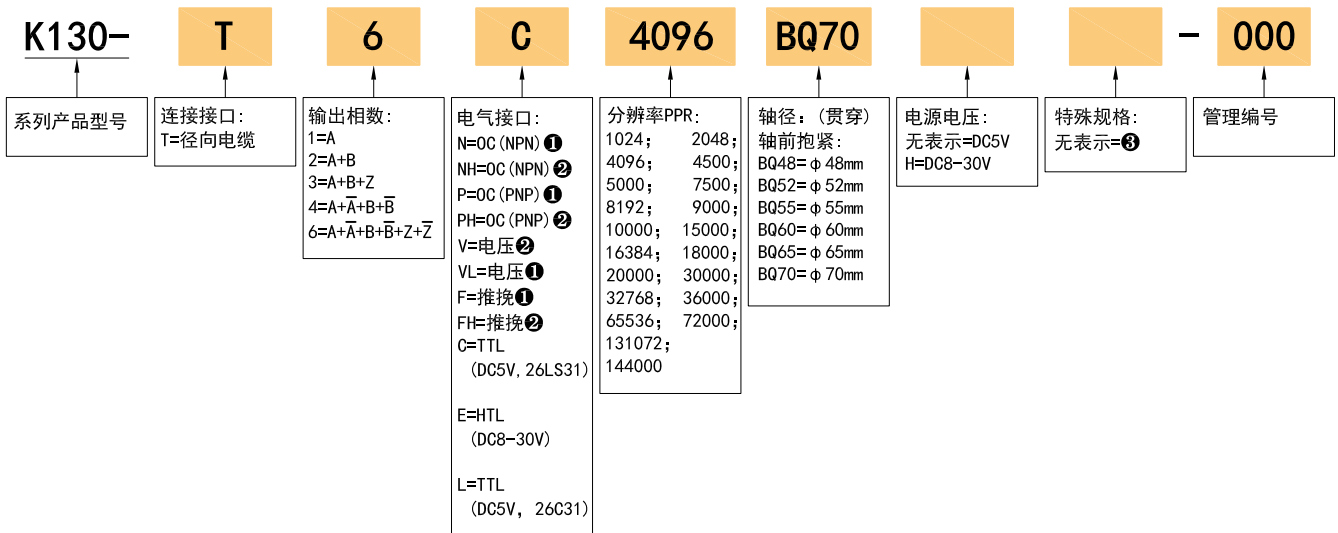 K130- T 6 C 4096 BQ70 - 000
系列产品型号
连接接口:
T=径向电缆
输出相数:
1=A
2=A+B
3=A+B+Z
4=A+A̅+B+B̅
6=A+A̅+B+B̅+Z+Z̅
电气接口:
N=OC(NPN)❶
NH=OC(NPN)❷
P=OC(PNP)❶
PH=OC(PNP)❷
V=电压❷
VL=电压❶
F=推挽❶
FH=推挽❷
C=TTL
(DC5V,26LS31)
E=HTL
(DC8-30V)
L=TTL
(DC5V, 26C31)
分辨率PPR:
1024; 2048;
4096; 4500;
5000; 7500;
8192; 9000;
10000; 15000;
16384; 18000;
20000; 30000;
32768; 36000;
65536; 72000;
131072;
144000
轴径:(贯穿)
轴前抱紧:
BQ48=φ48mm
BQ52=φ52mm
BQ55=φ55mm
BQ60=φ60mm
BQ65=φ65mm
BQ70=φ70mm
电源电压:
无表示=DC5V
H=DC8-30V
特殊规格:
无表示=❸
管理编号